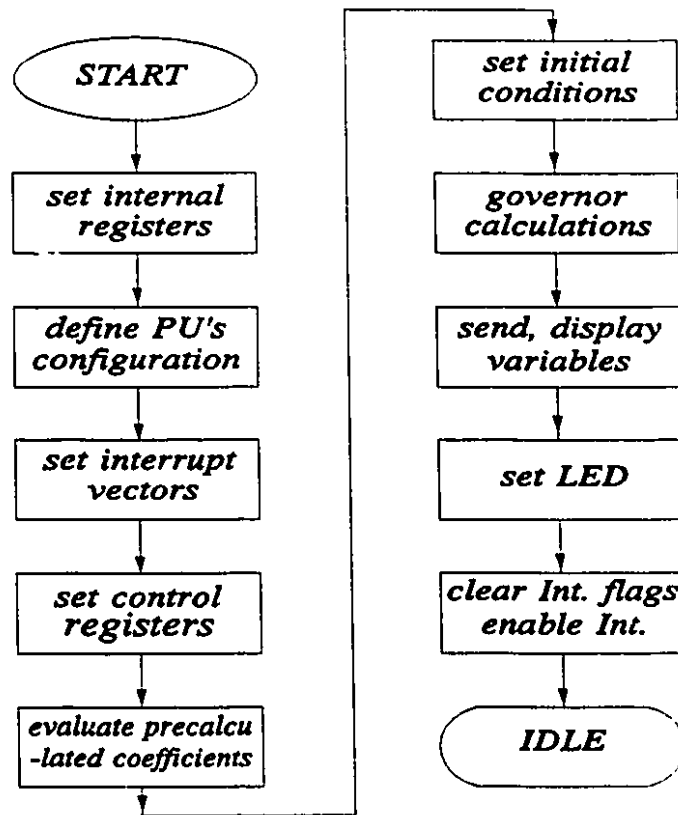 START
set internal
registers
define PU's
configuration
set interrupt
vectors
set control
registers
evaluate precalcu
-lated coefficients
set initial
conditions
governor
calculations
send, display
variables
set LED
clear Int. flags
enable Int.
IDLE